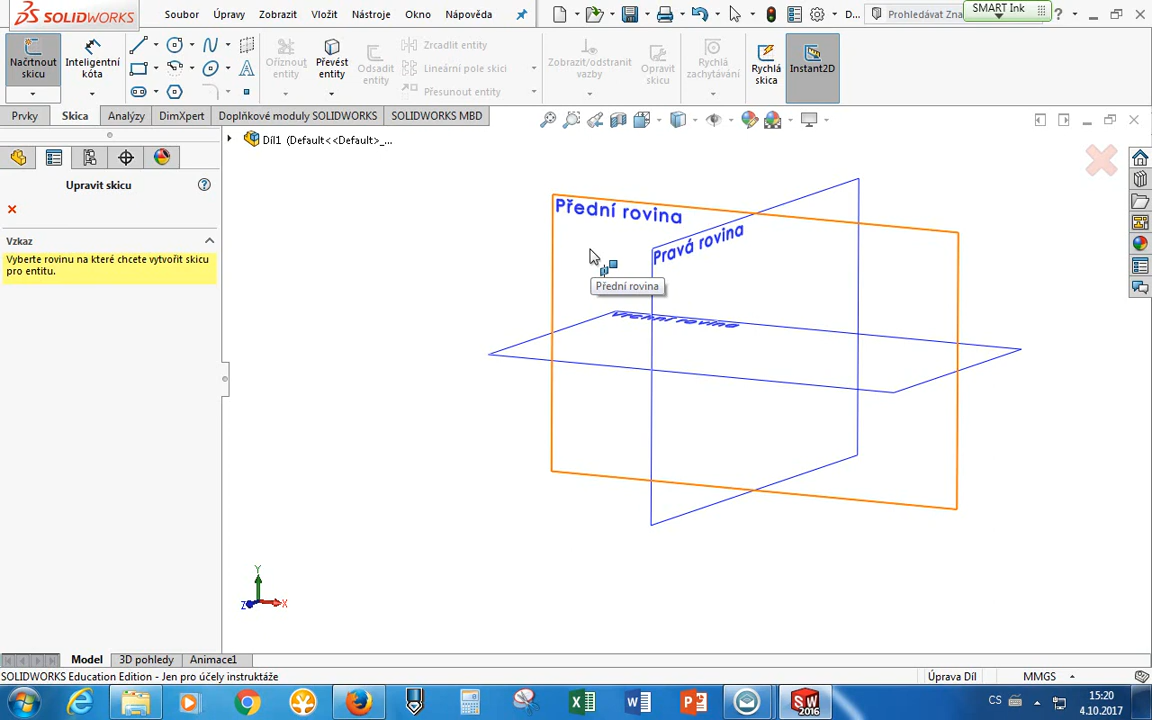 SOLIDWORKS
Soubor Úpravy Zobrazit Vložit Nástroje Okno Nápověda
D... Prohledávat Zna
SMART Ink
?
Načrtnout skicu
Inteligentní kóta
Oříznout entity
Převést entity
Odsadit entity
Zrcadlit entity
Lineární pole skici
Přesunout entity
Zobrazit/odstranit vazby
Opravit skicu
Rychlá zachytávání
Rychlá skica
Instant2D
Prvky Skica Analýzy DimXpert Doplňkové moduly SOLIDWORKS SOLIDWORKS MBD
Díl1 (Default<<Default>_...
Upravit skicu
?
Vzkaz
Vyberte rovinu na které chcete vytvořit skicu
pro entitu.
Přední rovina
Pravá rovina
Přední rovina
Vrchní rovina
Y
Z X
Model 3D pohledy Animace1
SOLIDWORKS Education Edition - Jen pro účely instruktáže
Úprava Díl MMGS
CS
15:20
4.10.2017
SW
2016